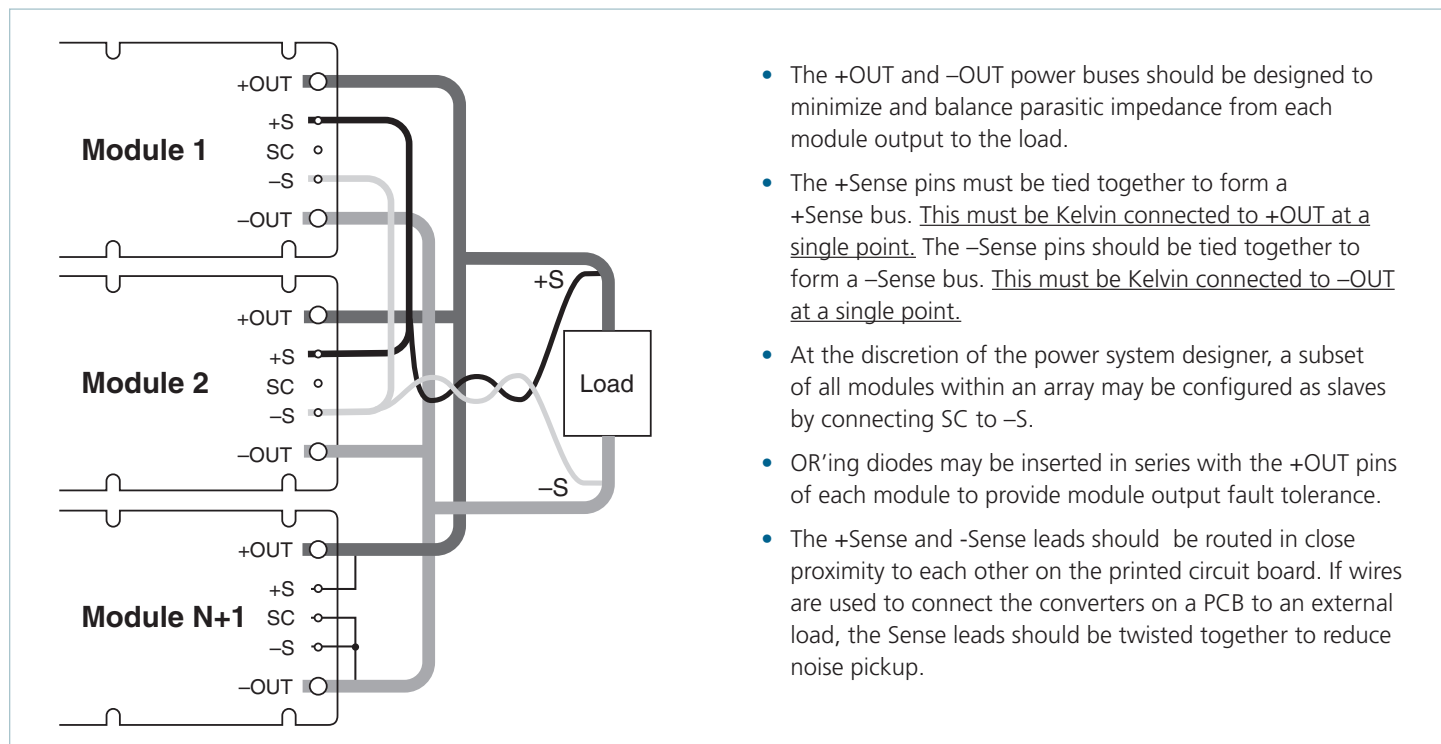 +OUT
+S
Module 1
SC
–S
–OUT
+OUT
+S
Module 2
SC
–S
–OUT
+OUT
+S
Module N+1
SC
–S
–OUT
+S
Load
–S
• The +OUT and –OUT power buses should be designed to
minimize and balance parasitic impedance from each
module output to the load.
• The +Sense pins must be tied together to form a
+Sense bus. This must be Kelvin connected to +OUT at a
single point. The –Sense pins should be tied together to
form a –Sense bus. This must be Kelvin connected to –OUT
at a single point.
• At the discretion of the power system designer, a subset
of all modules within an array may be configured as slaves
by connecting SC to –S.
• OR’ing diodes may be inserted in series with the +OUT pins
of each module to provide module output fault tolerance.
• The +Sense and -Sense leads should  be routed in close
proximity to each other on the printed circuit board. If wires
are used to connect the converters on a PCB to an external
load, the Sense leads should be twisted together to reduce
noise pickup.